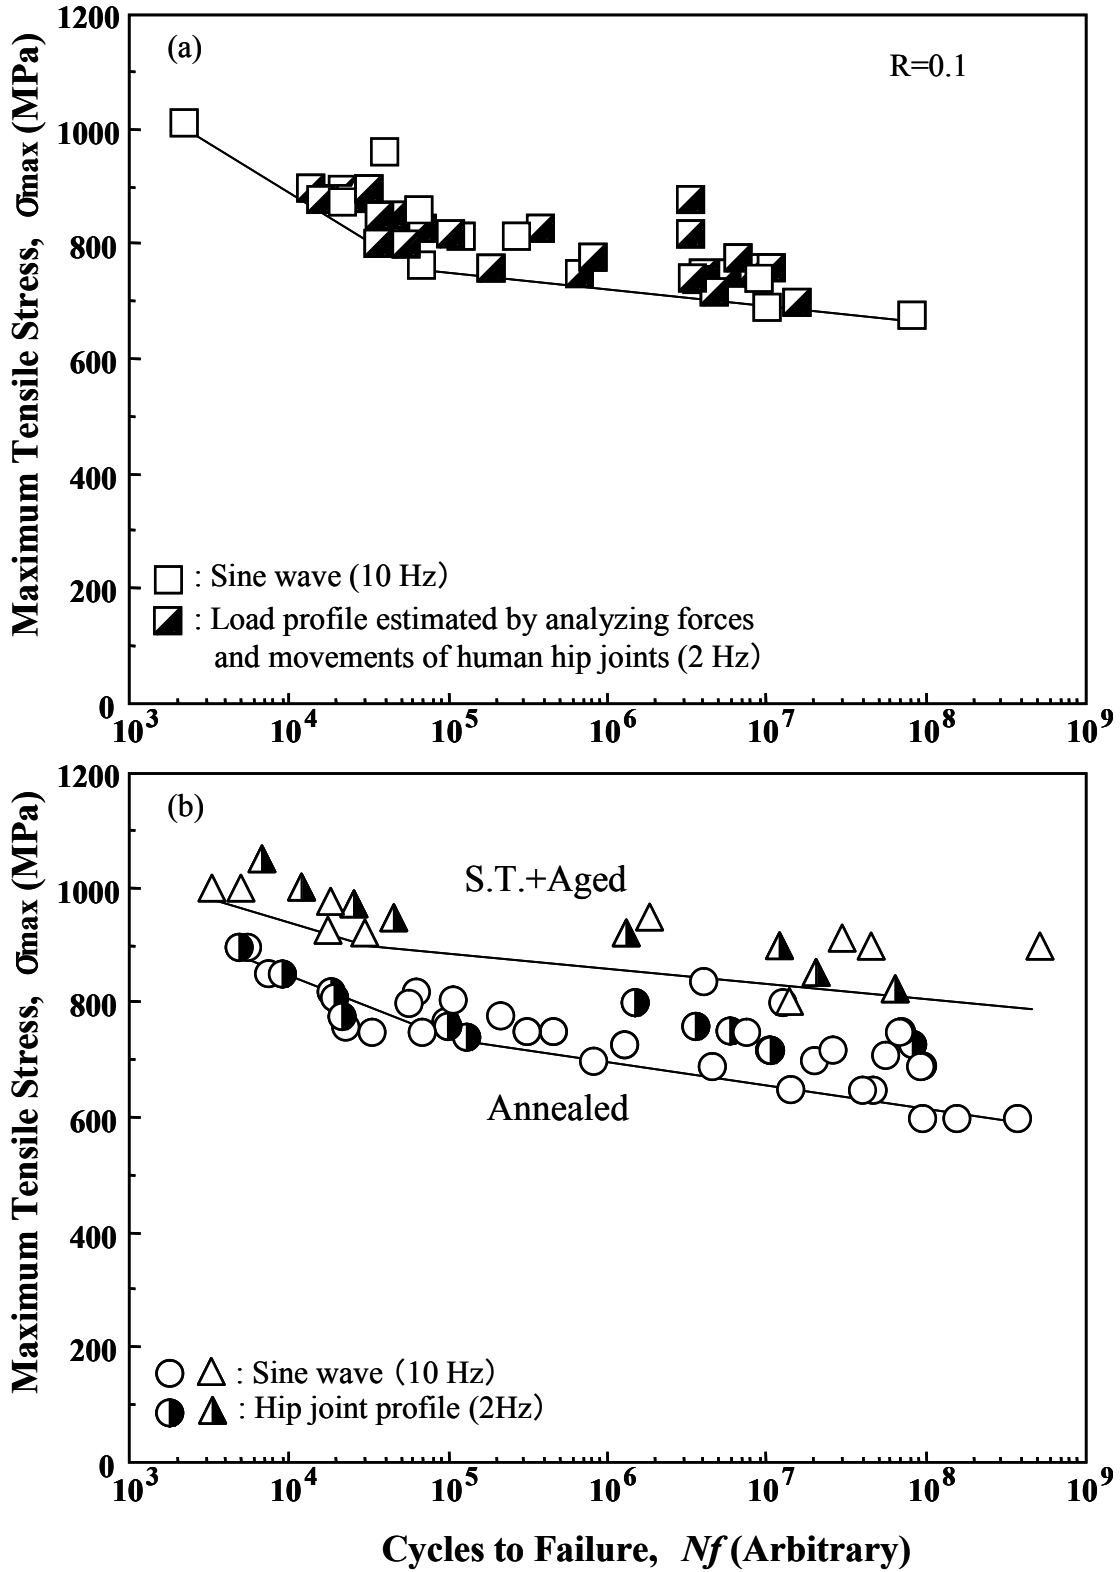 (a)
R=0.1
1200
1000
800
600
400
200
0
Maximum Tensile Stress, σmax (MPa)
: Sine wave (10 Hz)
: Load profile estimated by analyzing forces
and movements of human hip joints (2 Hz)
10³ 10⁴ 10⁵ 10⁶ 10⁷ 10⁸ 10⁹
(b)
1200
1000
800
600
400
200
0
Maximum Tensile Stress, σmax (MPa)
S.T.+Aged
Annealed
: Sine wave (10 Hz)
: Hip joint profile (2Hz)
10³ 10⁴ 10⁵ 10⁶ 10⁷ 10⁸ 10⁹
Cycles to Failure, Nf (Arbitrary)